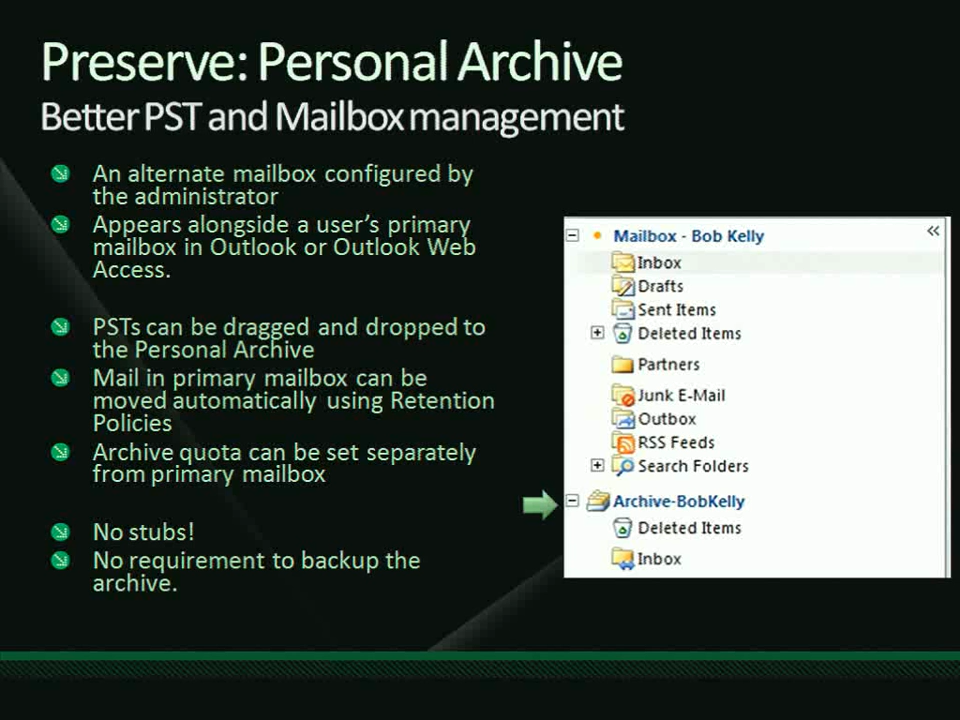 Preserve: Personal Archive
Better PST and Mailbox management
An alternate mailbox configured by
the administrator
Appears alongside a user's primary
mailbox in Outlook or Outlook Web
Access.
PSTs can be dragged and dropped to
the Personal Archive
Mail in primary mailbox can be
moved automatically using Retention
Policies
Archive quota can be set separately
from primary mailbox
No stubs!
No requirement to backup the
archive.
Mailbox - Bob Kelly
Inbox
Drafts
Sent Items
Deleted Items
Partners
Junk E-Mail
Outbox
RSS Feeds
Search Folders
Archive-BobKelly
Deleted Items
Inbox